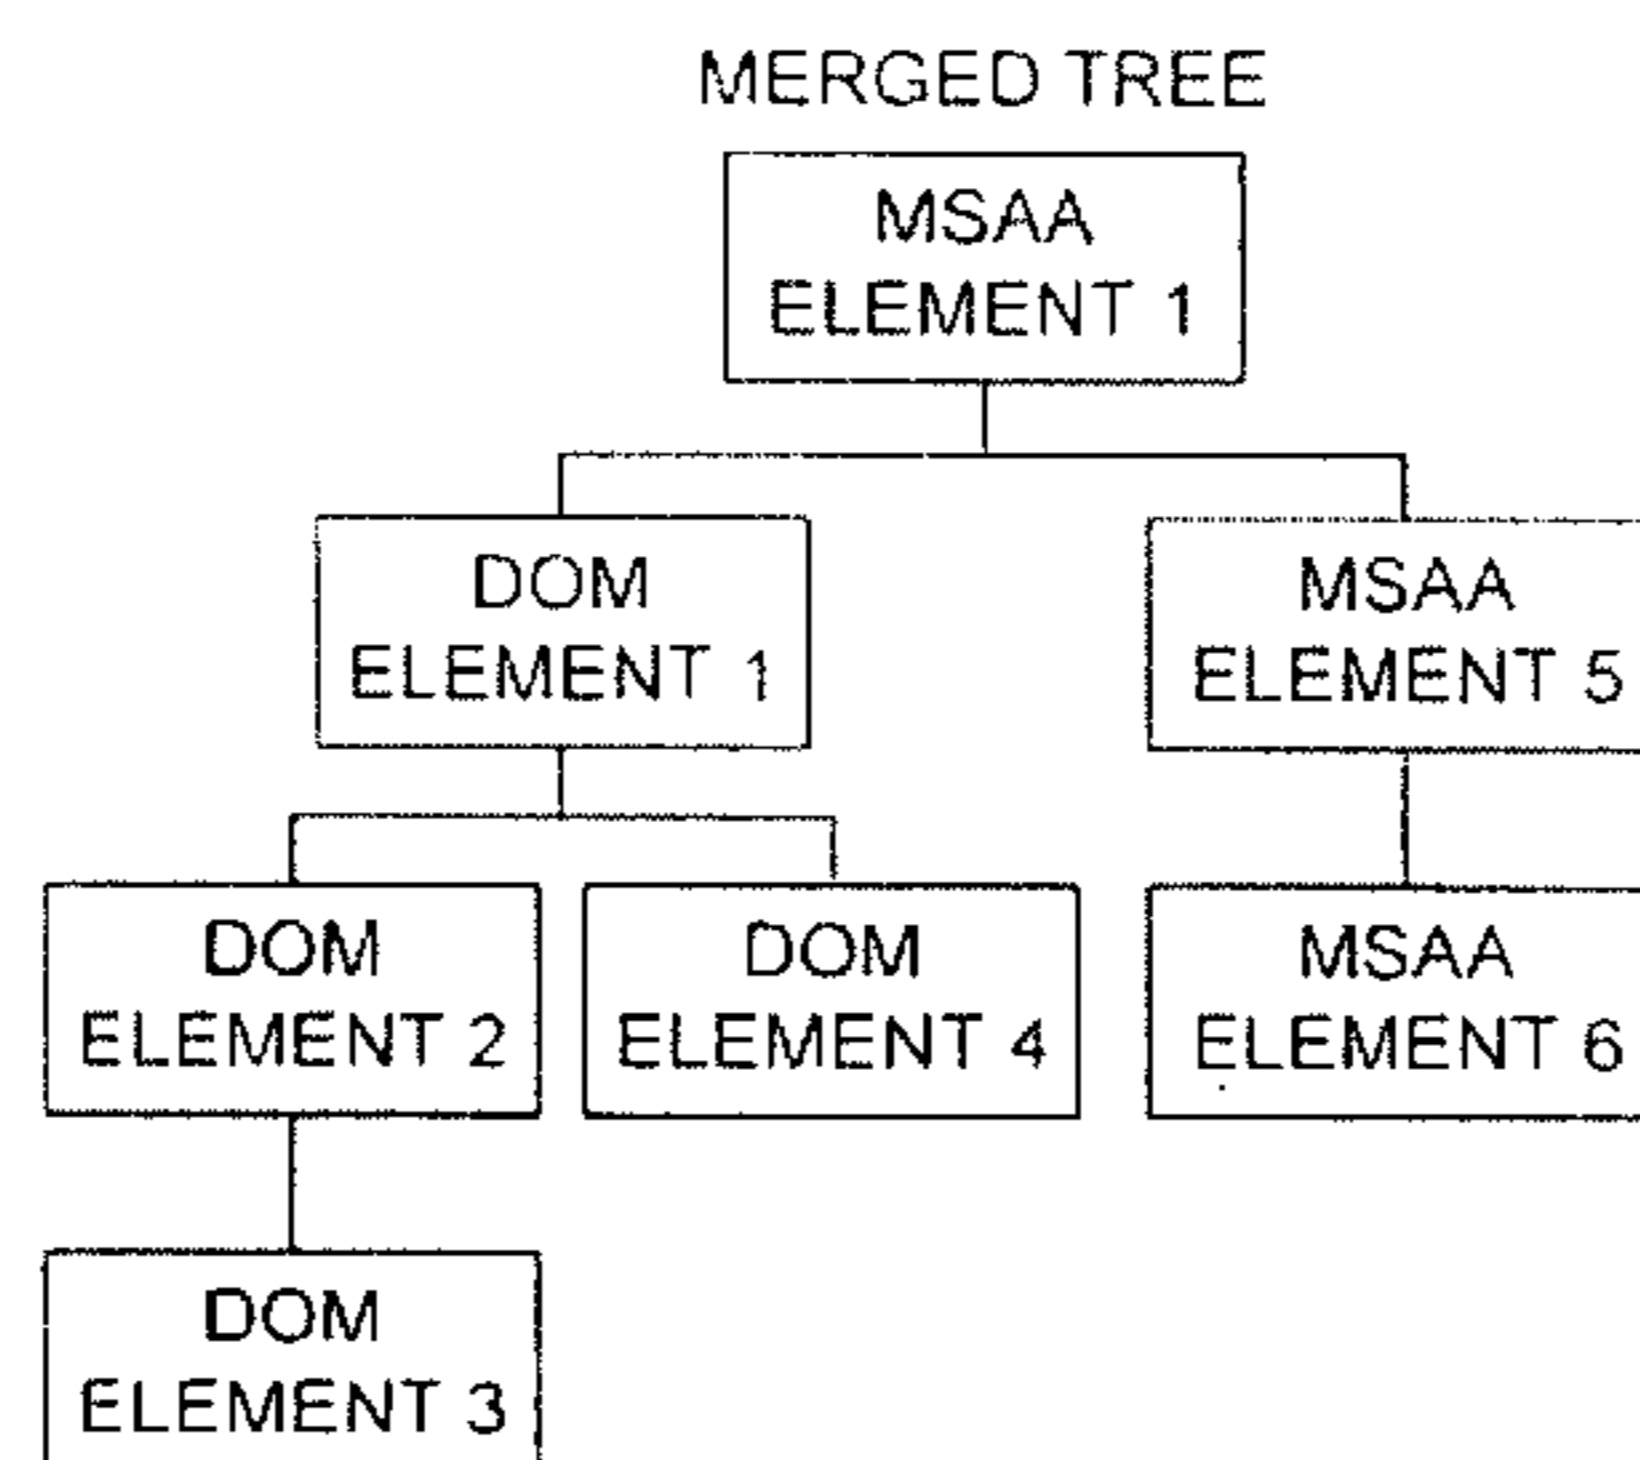 MERGED TREE
MSAA
ELEMENT 1
DOM
ELEMENT 1
MSAA
ELEMENT 5
DOM
ELEMENT 2
DOM
ELEMENT 4
MSAA
ELEMENT 6
DOM
ELEMENT 3